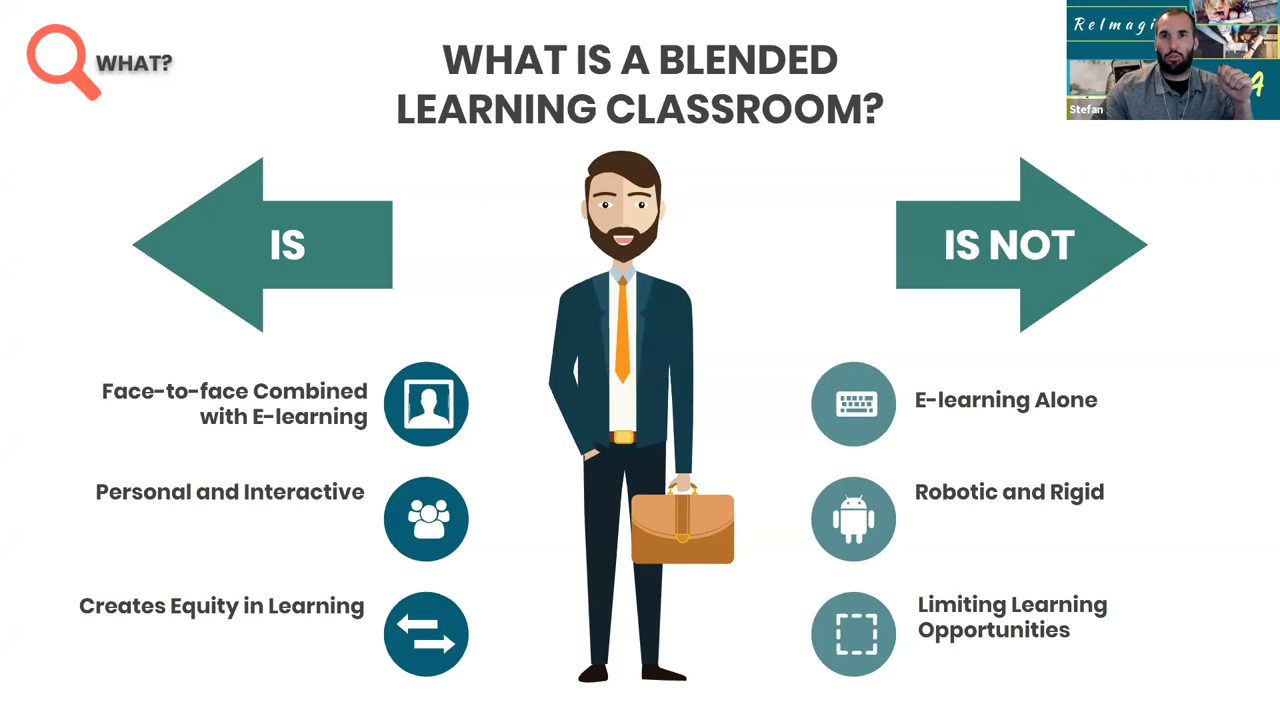 WHAT?
WHAT IS A BLENDED
LEARNING CLASSROOM?
ReImagi
A
Stefan
IS
IS NOT
Face-to-face Combined
with E-learning
E-learning Alone
Personal and Interactive
Robotic and Rigid
Creates Equity in Learning
Limiting Learning
Opportunities